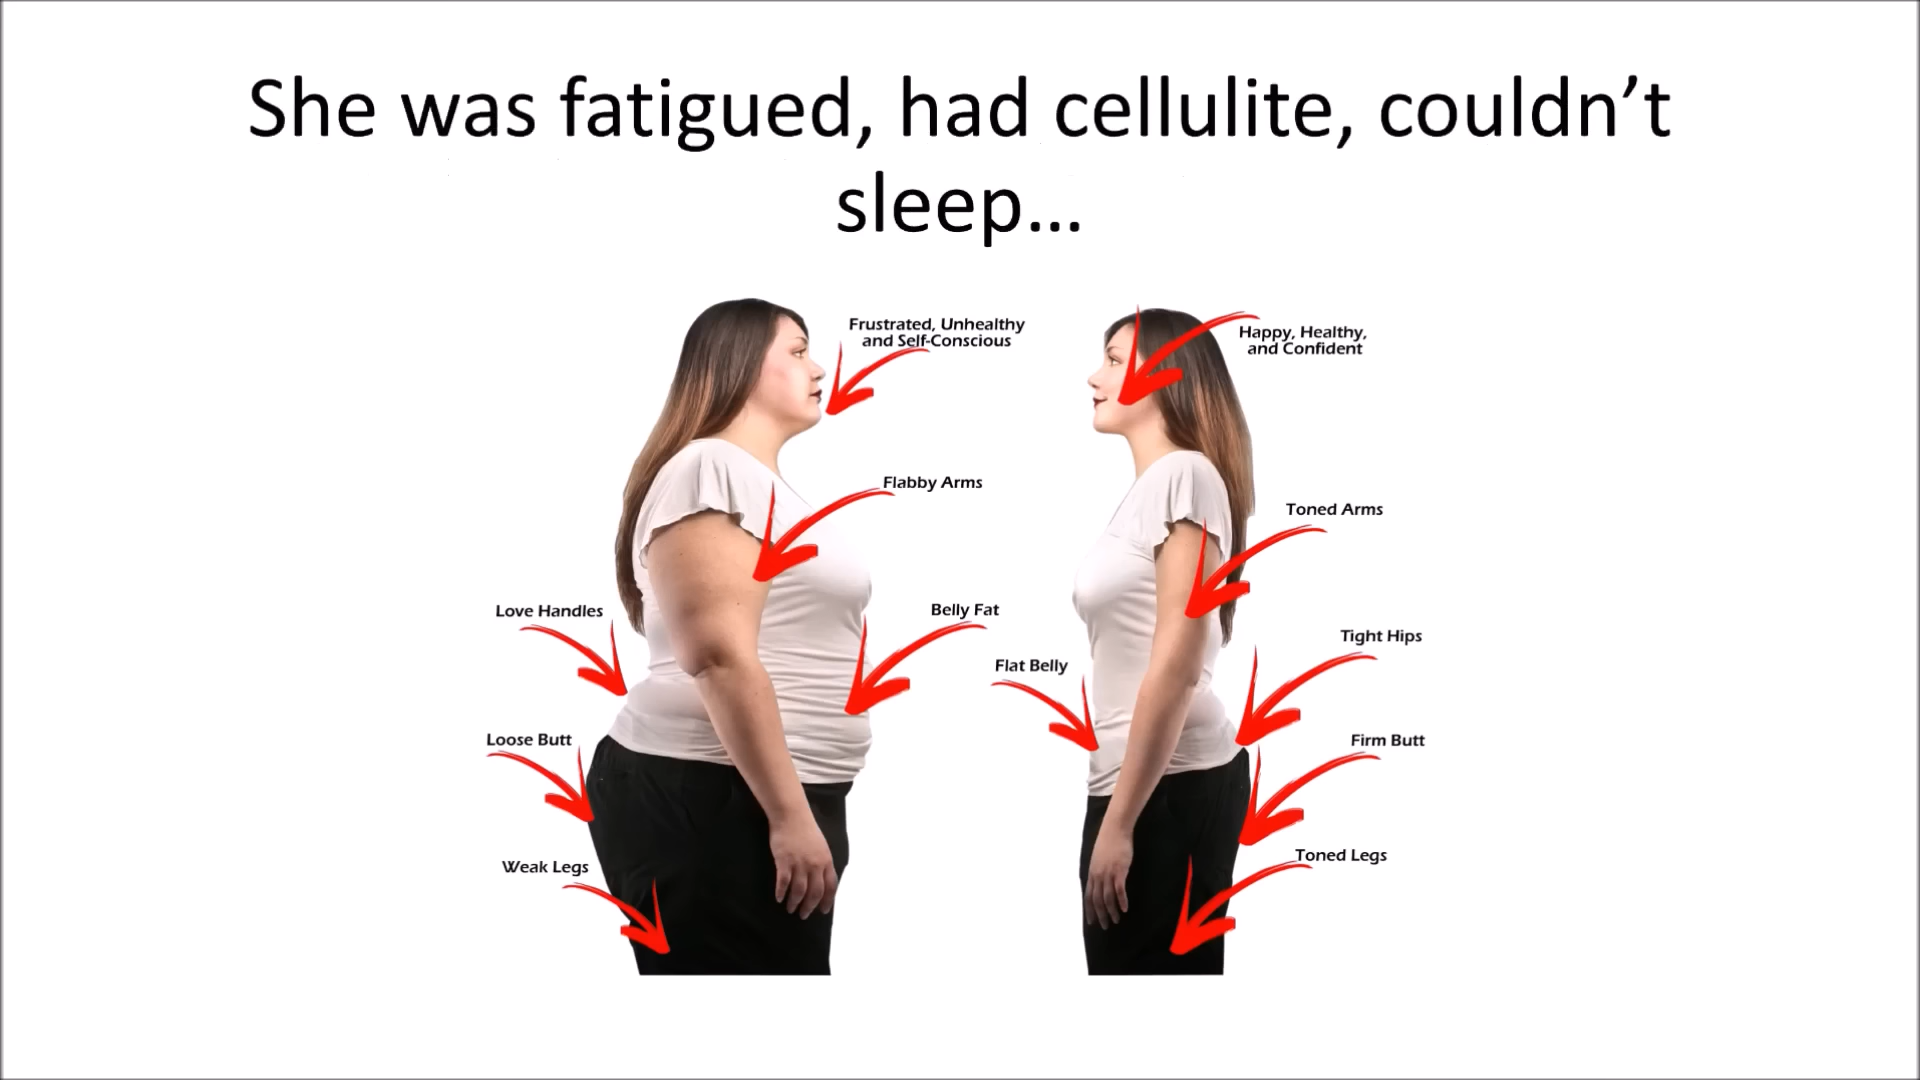 She was fatigued, had cellulite, couldn’t
sleep…
Frustrated, Unhealthy
and Self-Conscious
Flabby Arms
Love Handles
Belly Fat
Loose Butt
Weak Legs
Happy, Healthy,
and Confident
Toned Arms
Tight Hips
Flat Belly
Firm Butt
Toned Legs